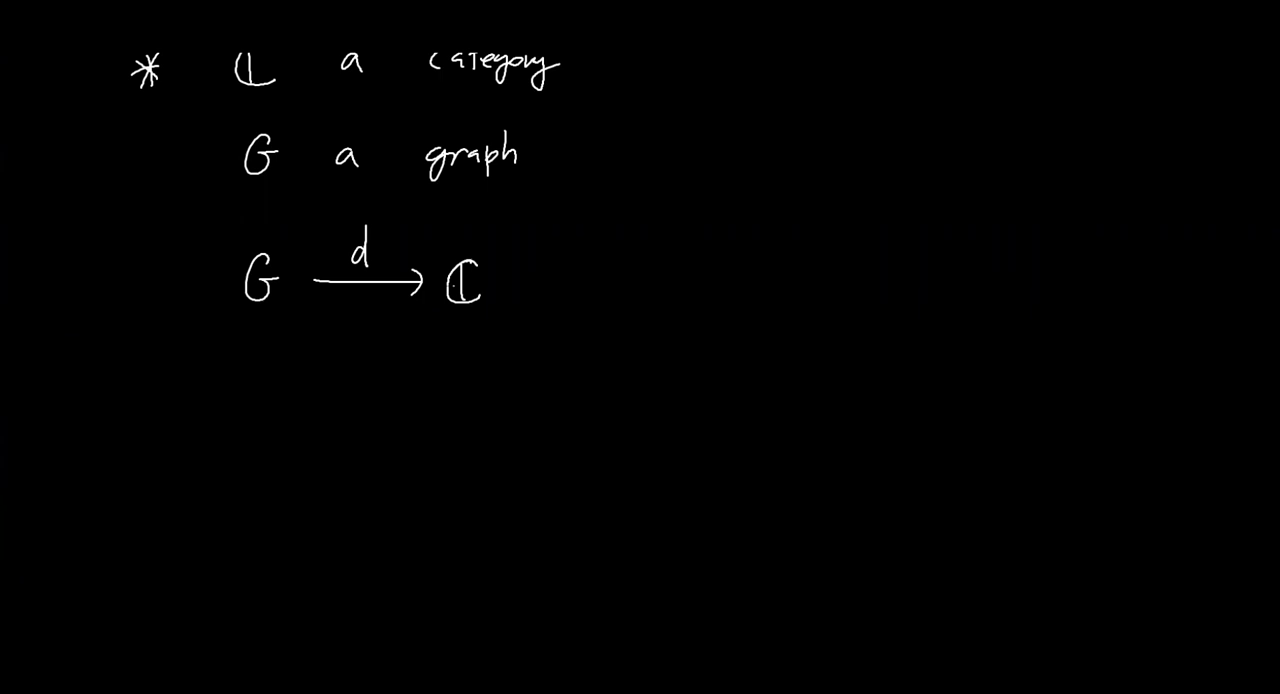 * ℂ a category
G a graph
G —d→ ℂ